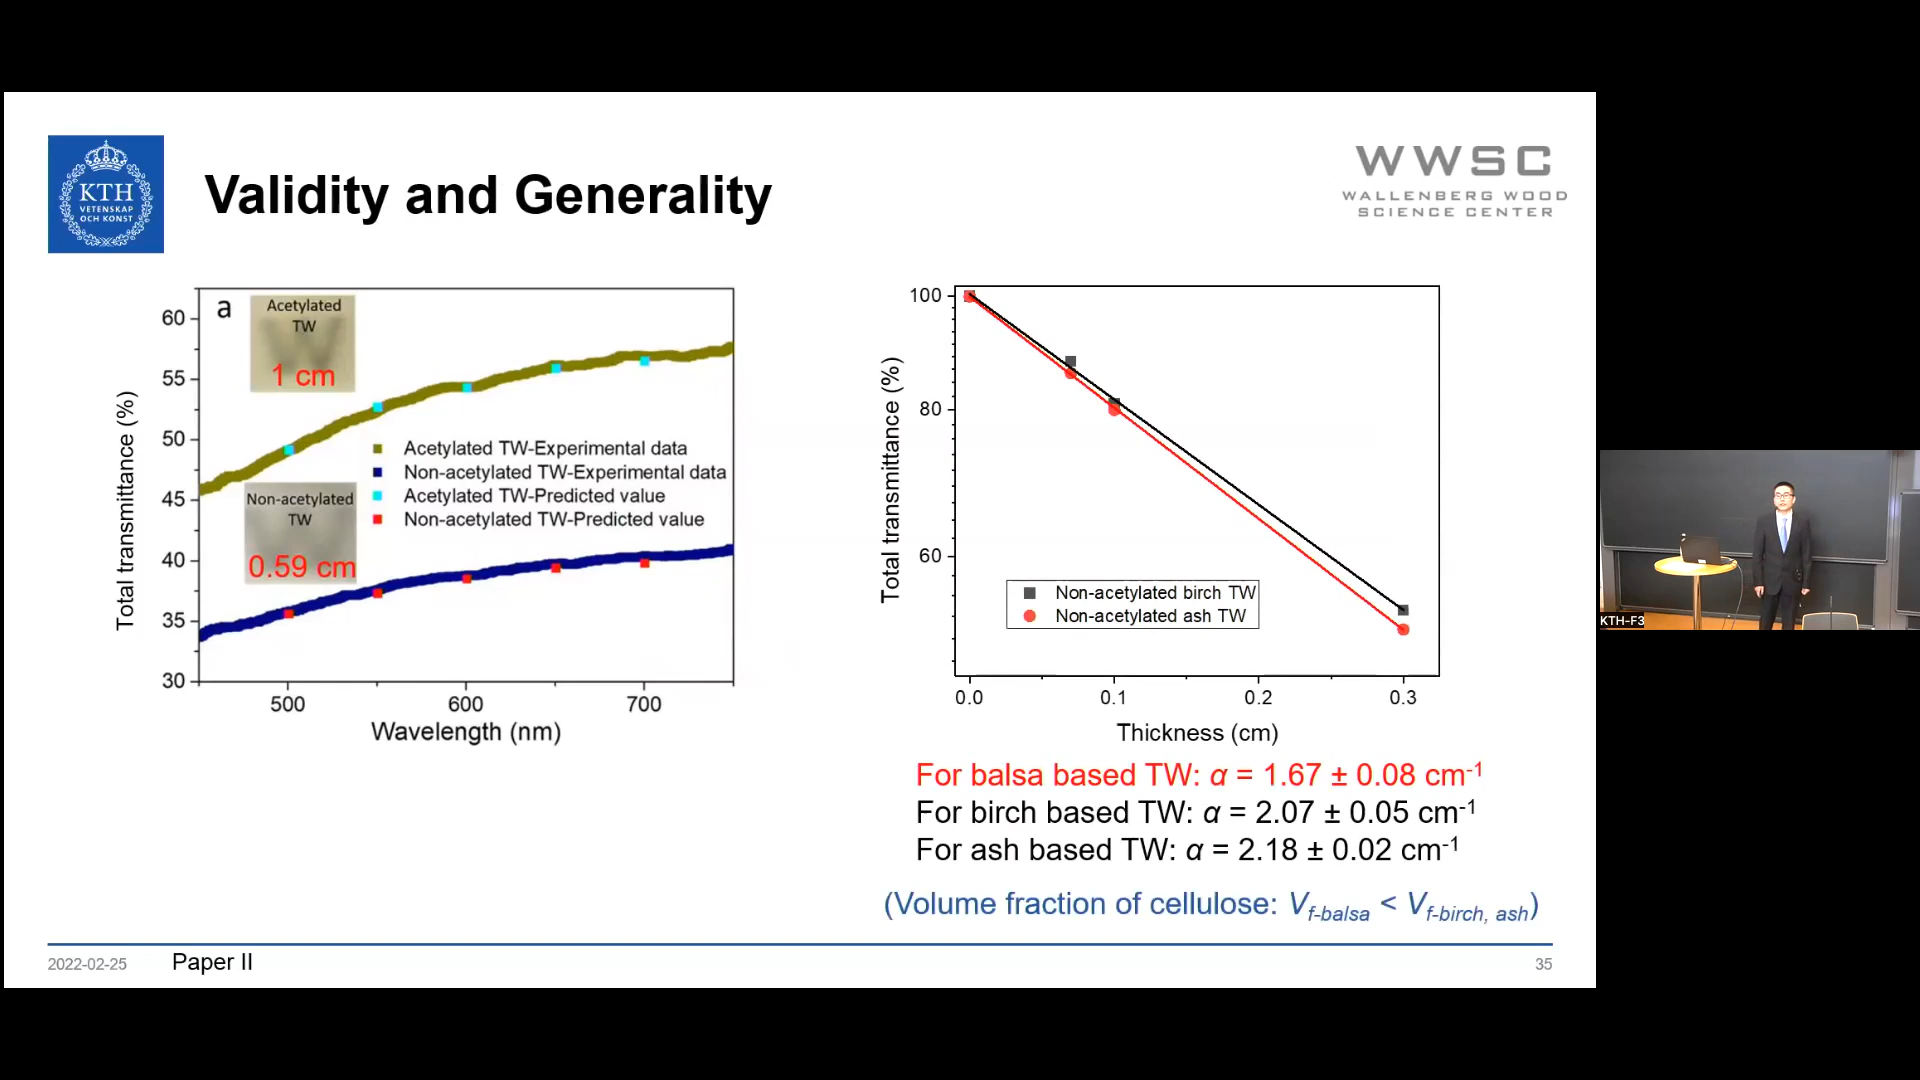 KTH
VETENSKAP
OCH KONST
Validity and Generality
WWSC
WALLENBERG WOOD
SCIENCE CENTER
a
Acetylated
TW
1 cm
Non-acetylated
TW
0.59 cm
Acetylated TW-Experimental data
Non-acetylated TW-Experimental data
Acetylated TW-Predicted value
Non-acetylated TW-Predicted value
Total transmittance (%)
60
55
50
45
40
35
30
500
600
700
Wavelength (nm)
Total transmittance (%)
100
80
60
Non-acetylated birch TW
Non-acetylated ash TW
0.0
0.1
0.2
0.3
Thickness (cm)
For balsa based TW: α = 1.67 ± 0.08 cm⁻¹
For birch based TW: α = 2.07 ± 0.05 cm⁻¹
For ash based TW: α = 2.18 ± 0.02 cm⁻¹
(Volume fraction of cellulose: Vf-balsa < Vf-birch, ash)
2022-02-25
Paper II
35
KTH-F3